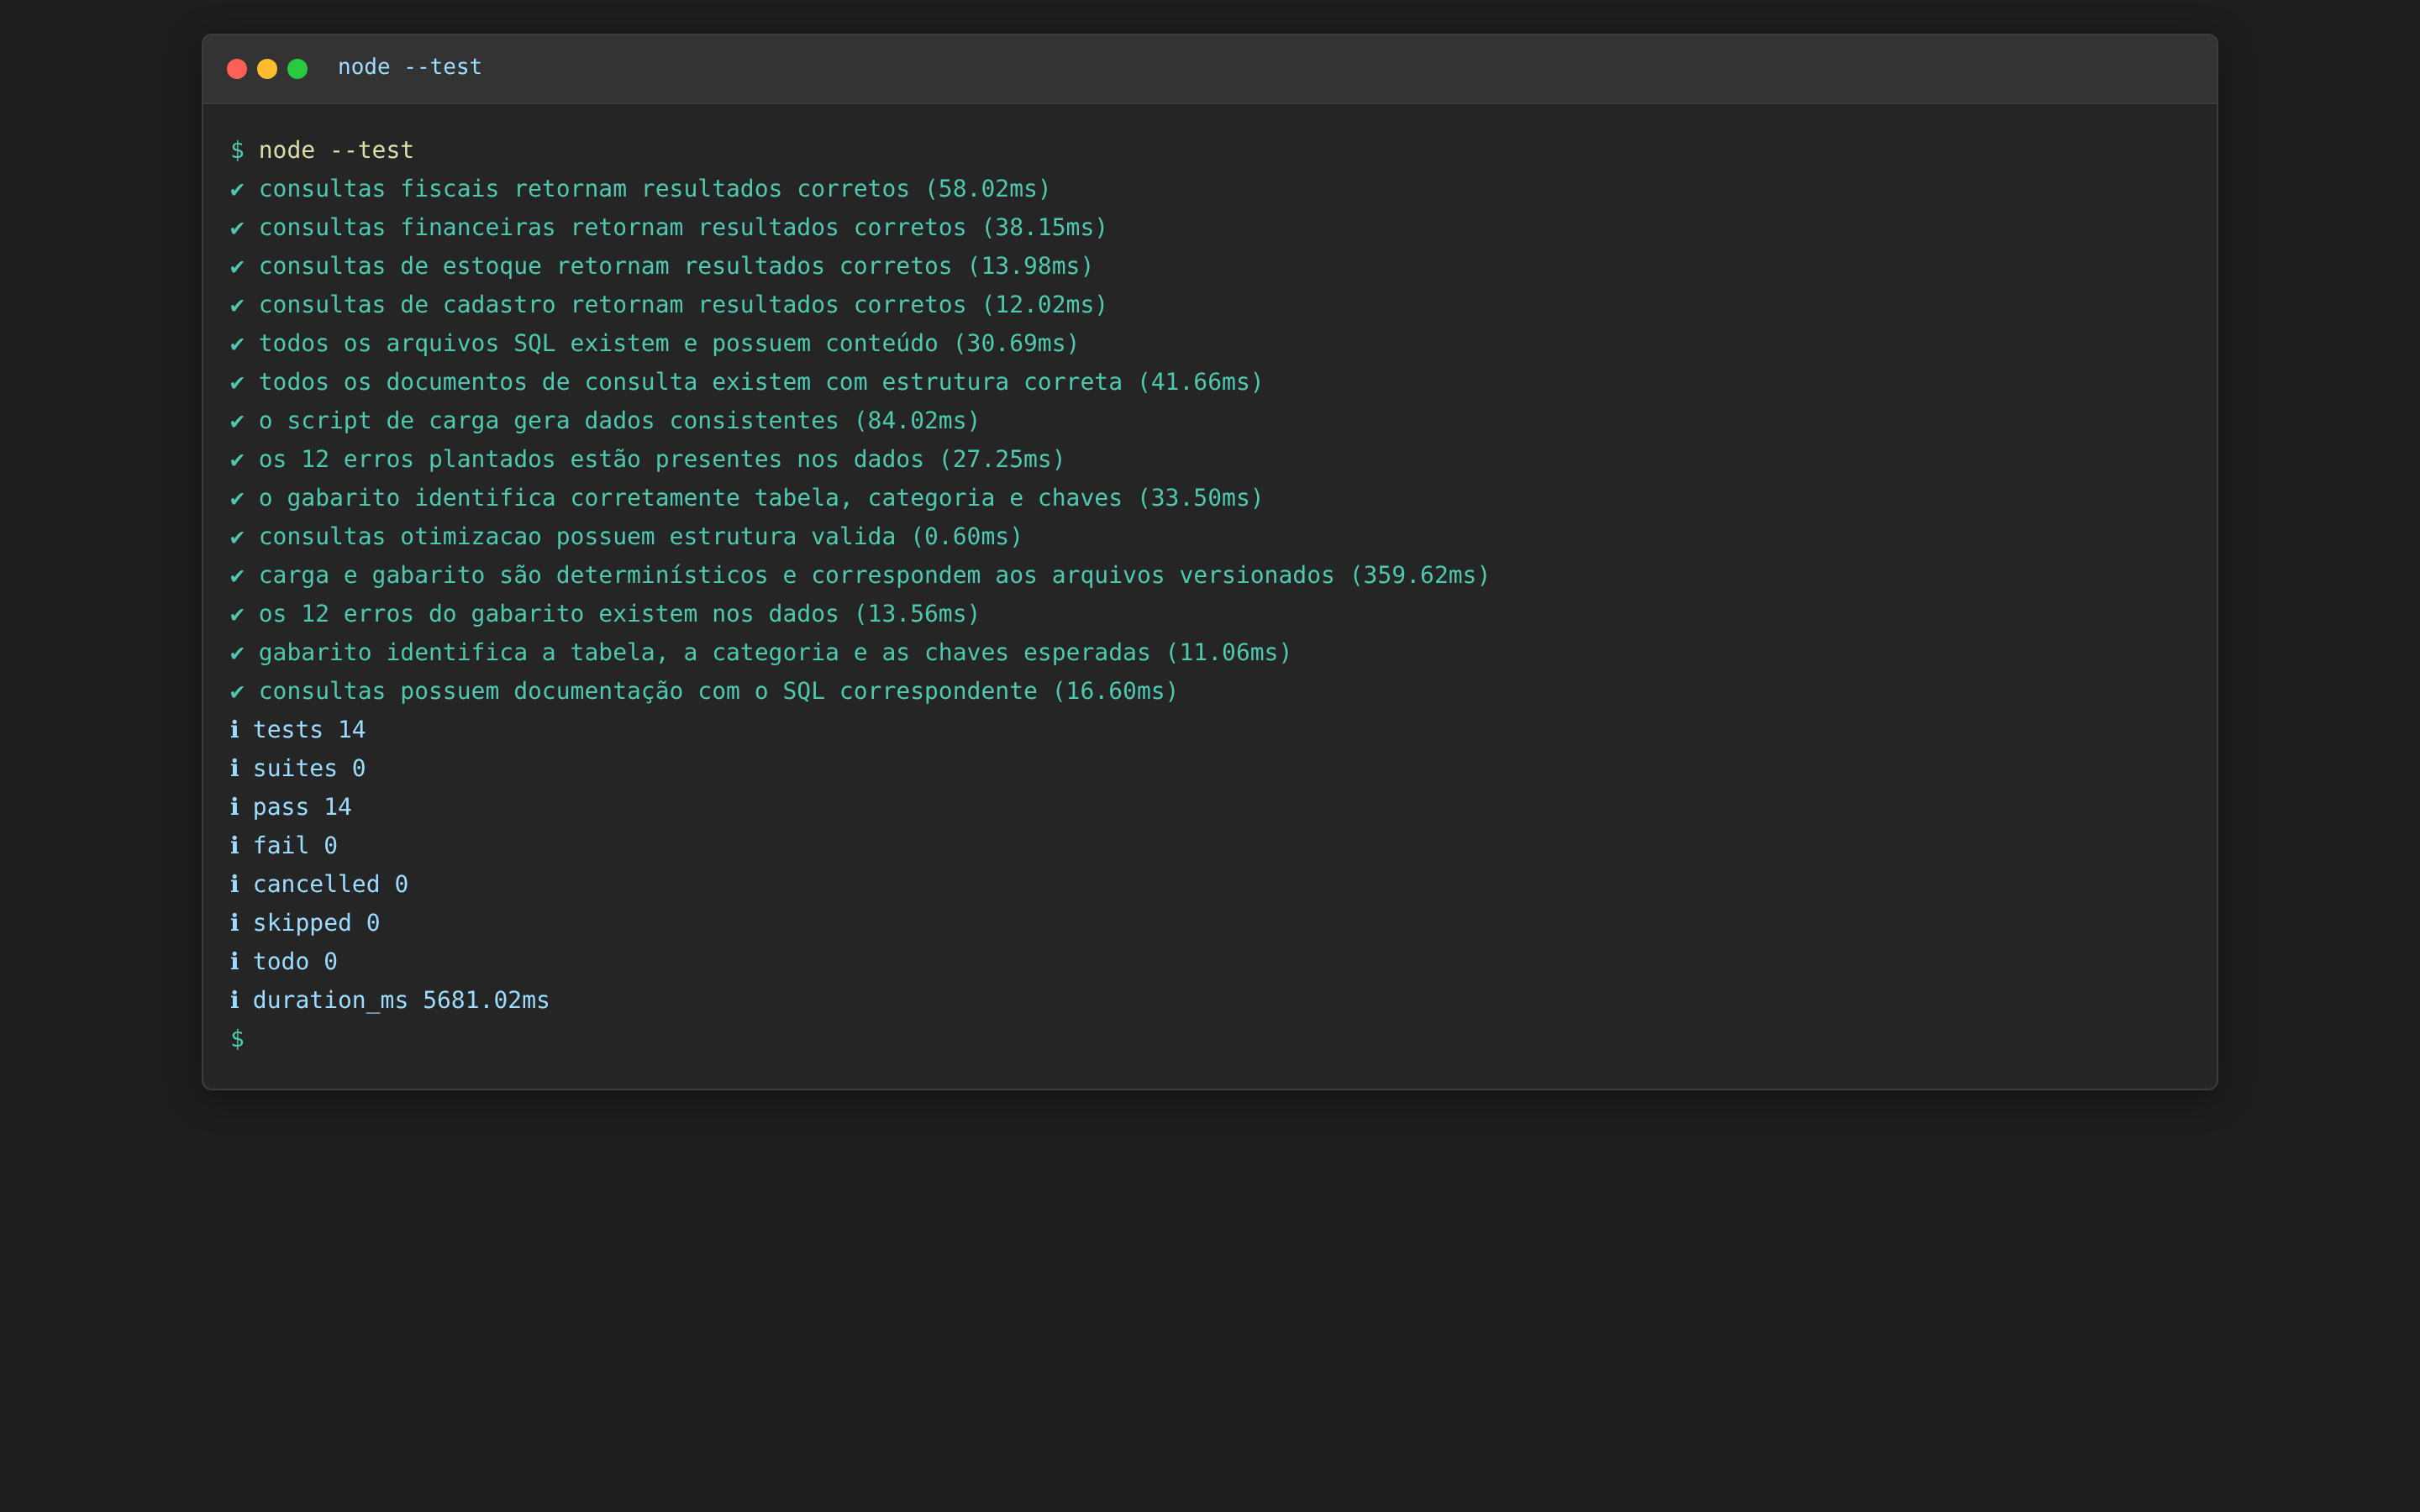 node --test
$ node --test
✔ consultas fiscais retornam resultados corretos (58.02ms)
✔ consultas financeiras retornam resultados corretos (38.15ms)
✔ consultas de estoque retornam resultados corretos (13.98ms)
✔ consultas de cadastro retornam resultados corretos (12.02ms)
✔ todos os arquivos SQL existem e possuem conteúdo (30.69ms)
✔ todos os documentos de consulta existem com estrutura correta (41.66ms)
✔ o script de carga gera dados consistentes (84.02ms)
✔ os 12 erros plantados estão presentes nos dados (27.25ms)
✔ o gabarito identifica corretamente tabela, categoria e chaves (33.50ms)
✔ consultas otimizacao possuem estrutura valida (0.60ms)
✔ carga e gabarito são determinísticos e correspondem aos arquivos versionados (359.62ms)
✔ os 12 erros do gabarito existem nos dados (13.56ms)
✔ gabarito identifica a tabela, a categoria e as chaves esperadas (11.06ms)
✔ consultas possuem documentação com o SQL correspondente (16.60ms)
ℹ tests 14
ℹ suites 0
ℹ pass 14
ℹ fail 0
ℹ cancelled 0
ℹ skipped 0
ℹ todo 0
ℹ duration_ms 5681.02ms
$